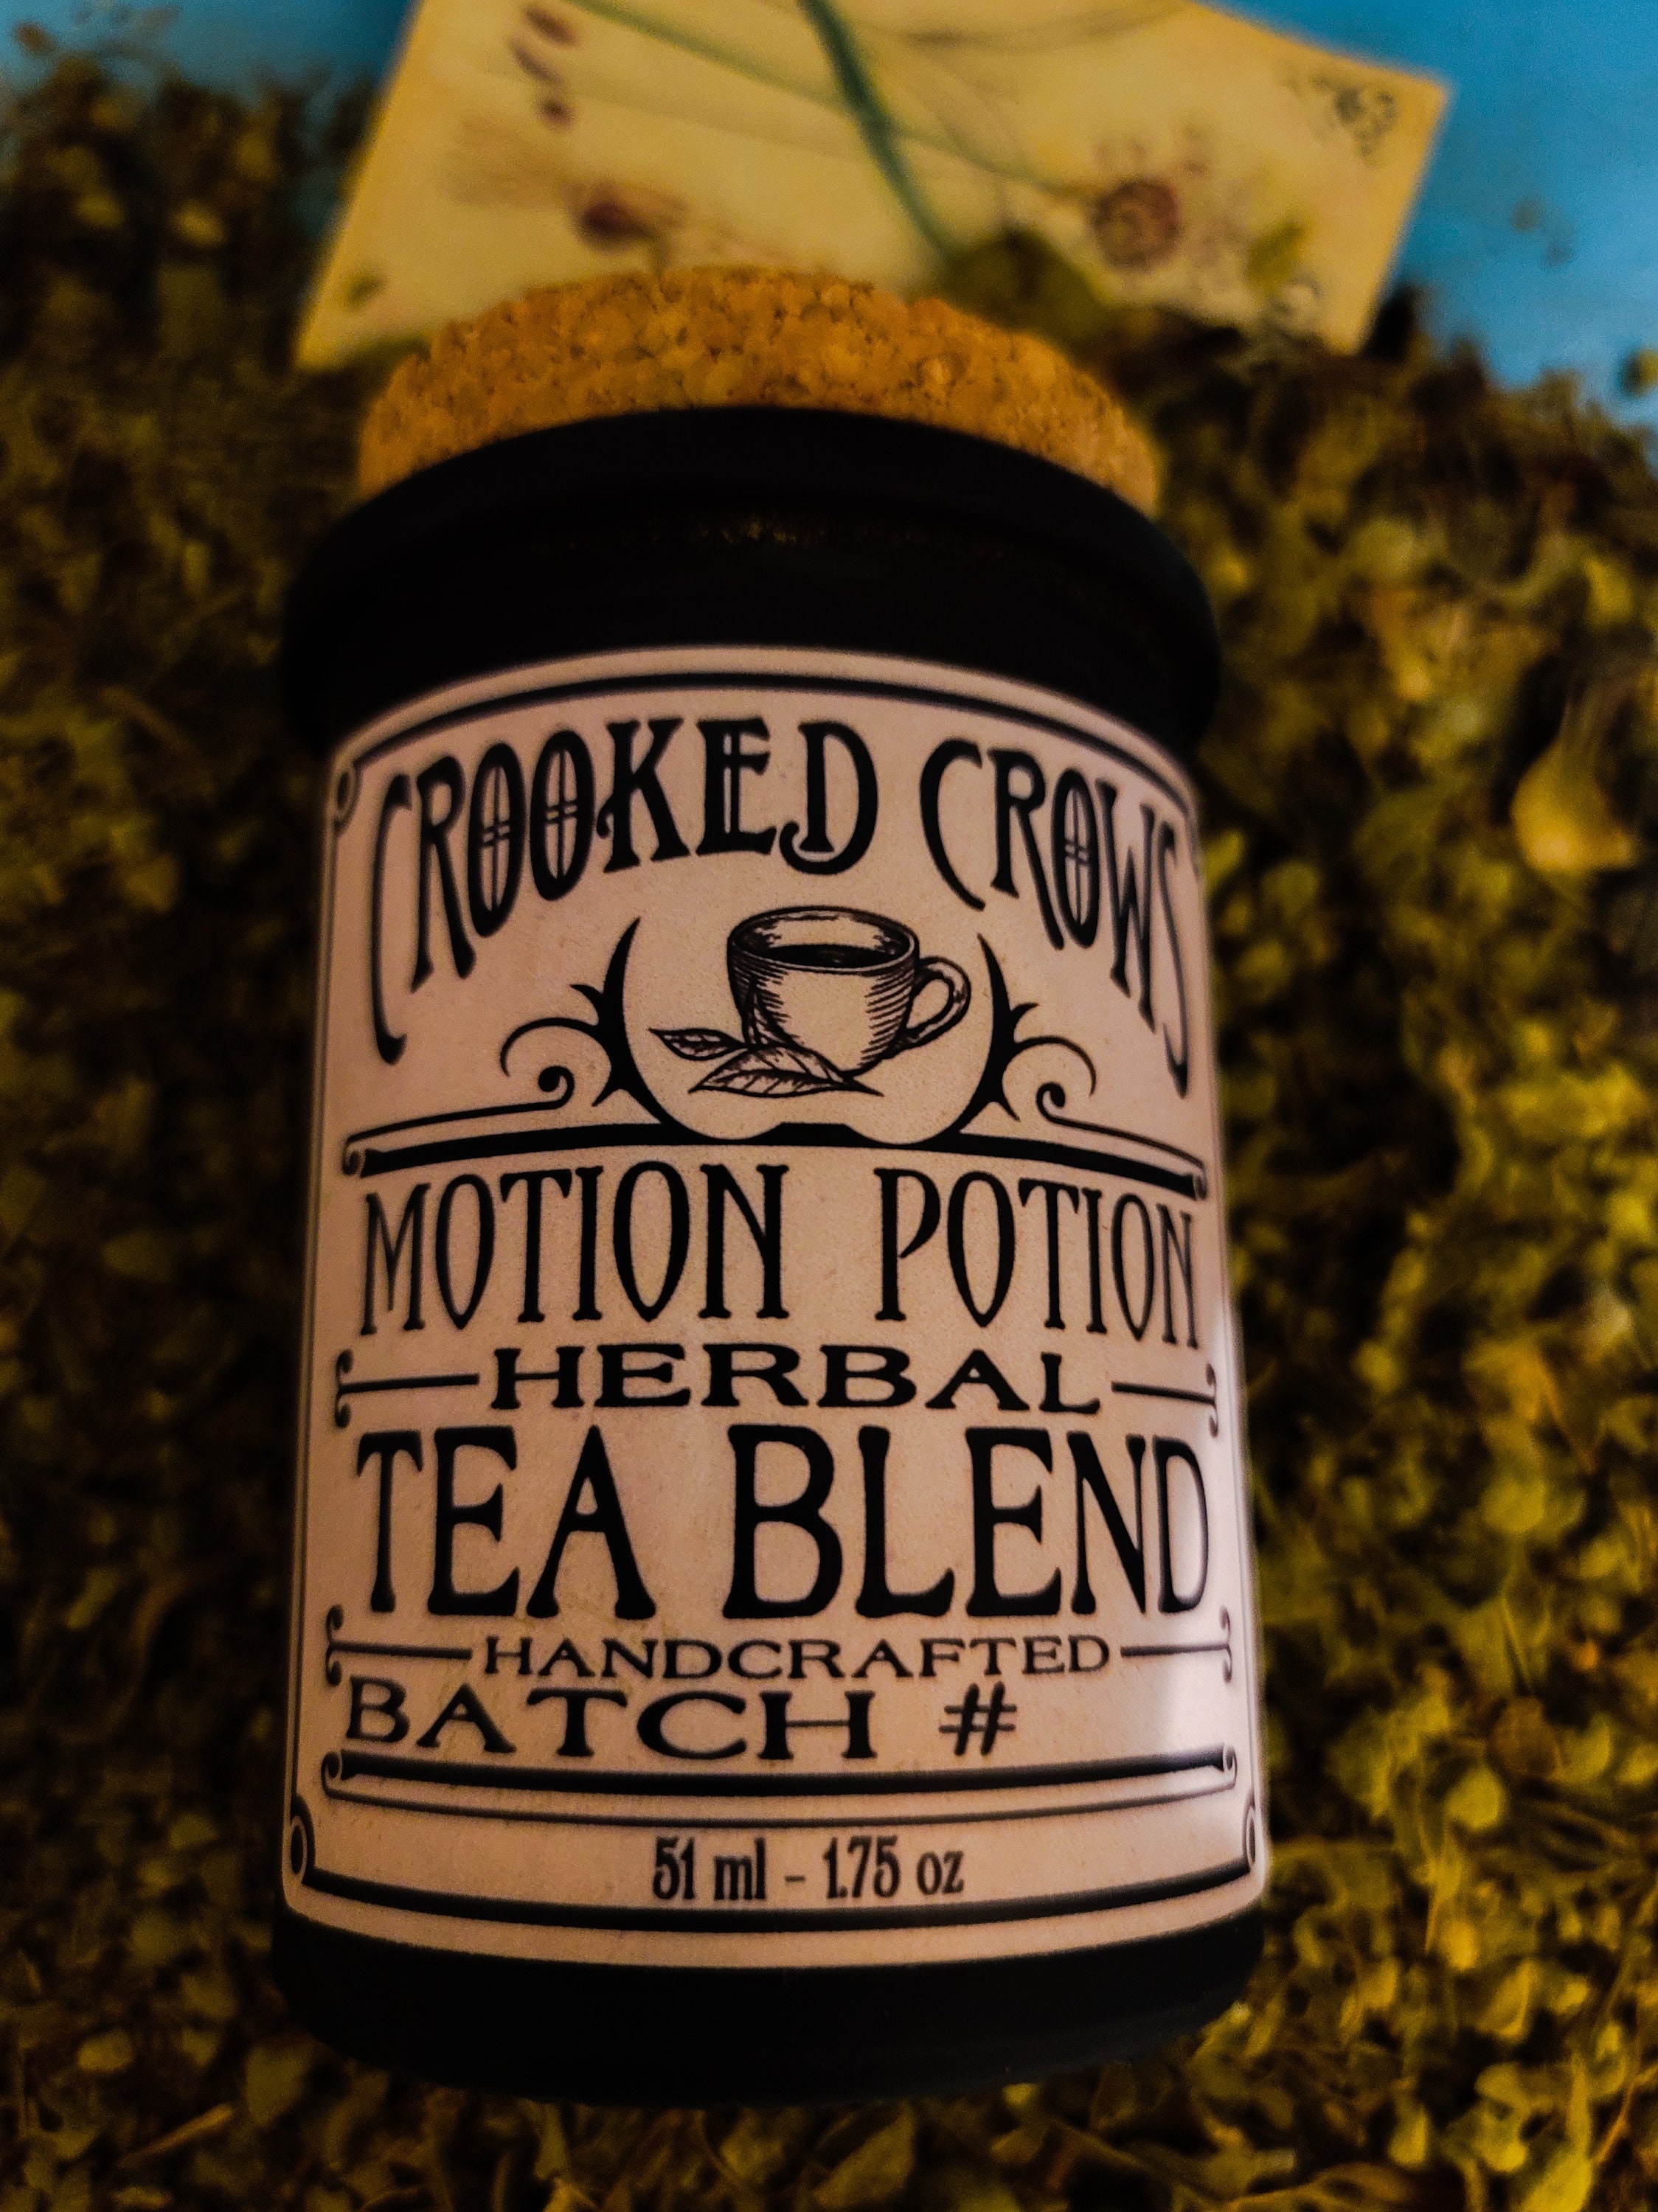 CROOKED CROWS
MOTION POTION
HERBAL
TEA BLEND
HANDCRAFTED
BATCH #
51 ml - 1.75 oz